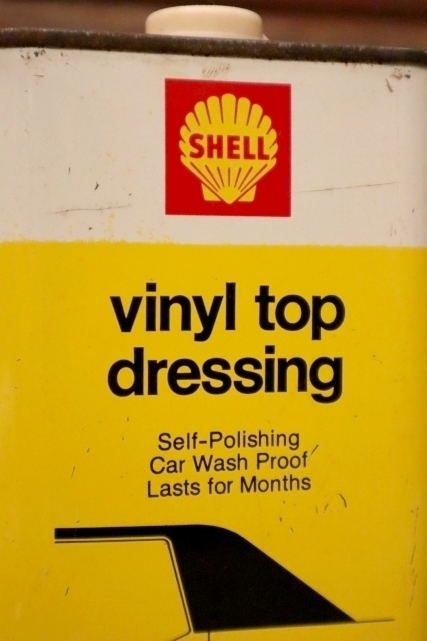 SHELL
vinyl top
dressing
Self-Polishing
Car Wash Proof
Lasts for Months